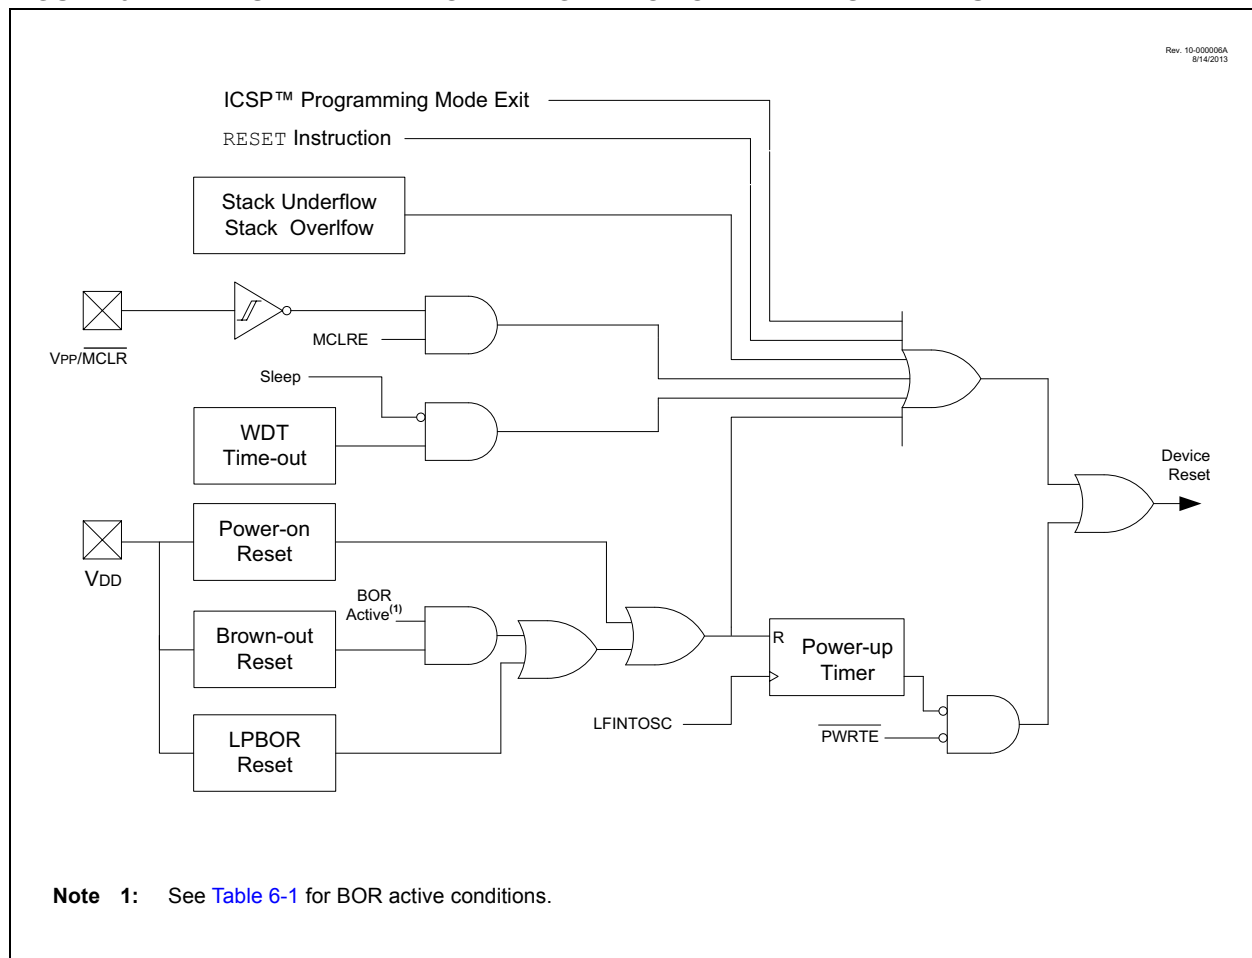 Rev. 10-000006A
8/14/2013
ICSP™ Programming Mode Exit
RESET Instruction
Stack Underflow
Stack Overlfow
VPP/MCLR
MCLRE
Sleep
WDT
Time-out
Device
Reset
Power-on
Reset
VDD
BOR
Active(1)
Brown-out
Reset
R
Power-up
Timer
LFINTOSC
PWRTE
LPBOR
Reset
Note 1: See Table 6-1 for BOR active conditions.